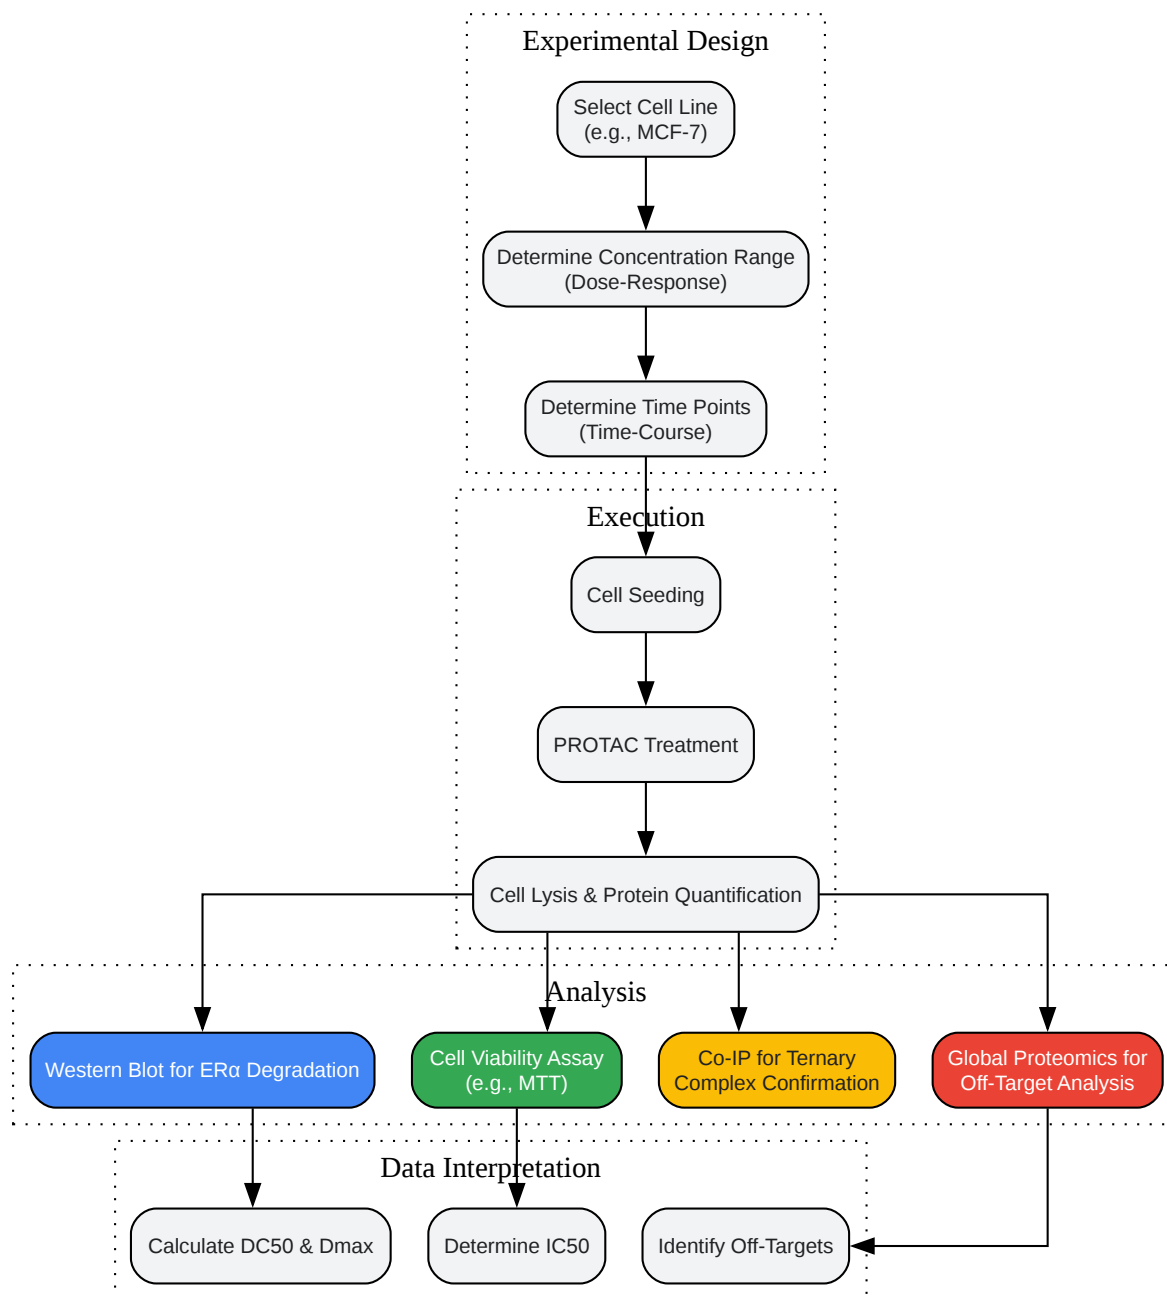 Experimental Design
Select Cell Line
(e.g., MCF-7)
Determine Concentration Range
(Dose-Response)
Determine Time Points
(Time-Course)
Execution
Cell Seeding
PROTAC Treatment
Cell Lysis & Protein Quantification
Analysis
Western Blot for ERα Degradation
Cell Viability Assay
(e.g., MTT)
Co-IP for Ternary
Complex Confirmation
Global Proteomics for
Off-Target Analysis
Data Interpretation
Calculate DC50 & Dmax
Determine IC50
Identify Off-Targets